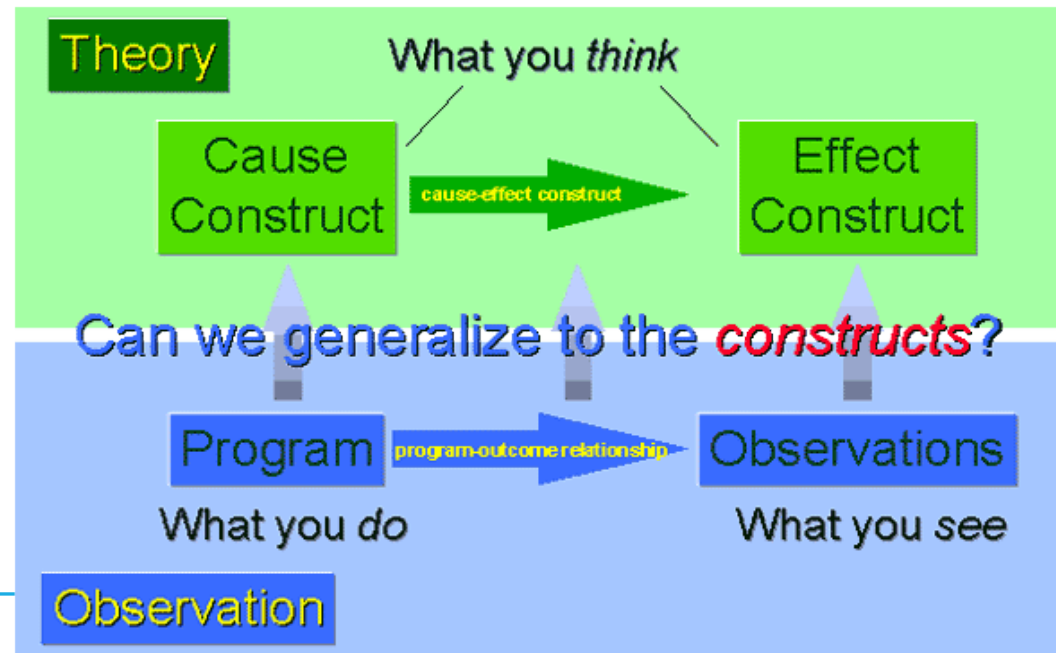 Theory
What you think
Cause
Construct
cause-effect construct
Effect
Construct
Can we generalize to the constructs?
Program
program-outcome relationship
Observations
What you do
What you see
Observation